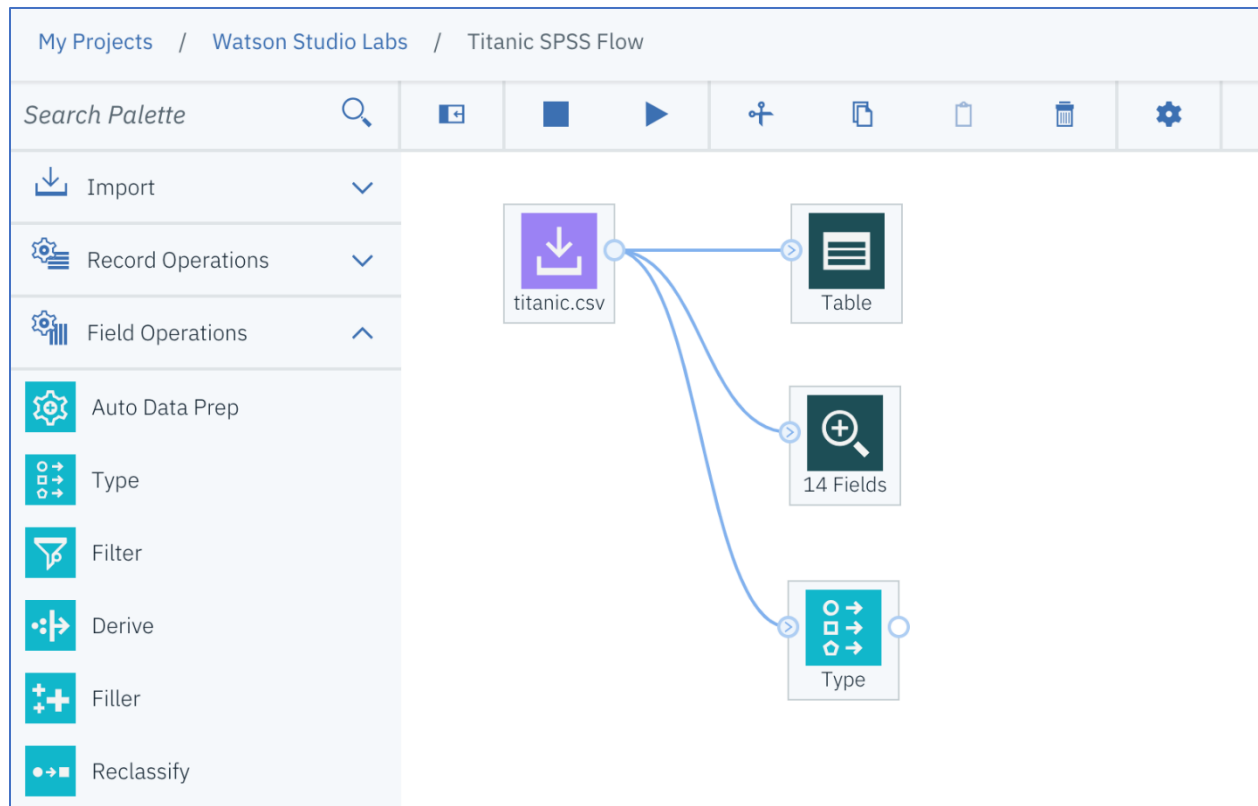 My Projects / Watson Studio Labs / Titanic SPSS Flow
Search Palette
Import
Record Operations
Field Operations
Auto Data Prep
Type
Filter
Derive
Filler
Reclassify
titanic.csv
Table
14 Fields
Type